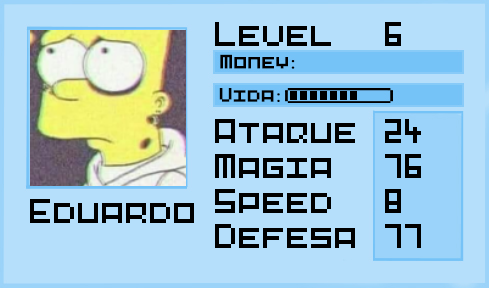 LEVEL 6
MONEY:
VIDA:
ATAQUE 24
MAGIA 76
SPEED 8
DEFESA 77
EDUARDO